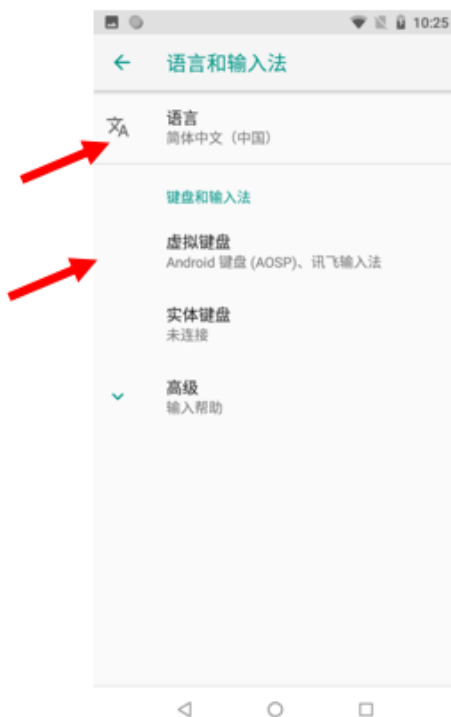 10:25
语言和输入法
语言
简体中文（中国）
键盘和输入法
虚拟键盘
Android 键盘 (AOSP)、讯飞输入法
实体键盘
未连接
高级
输入帮助